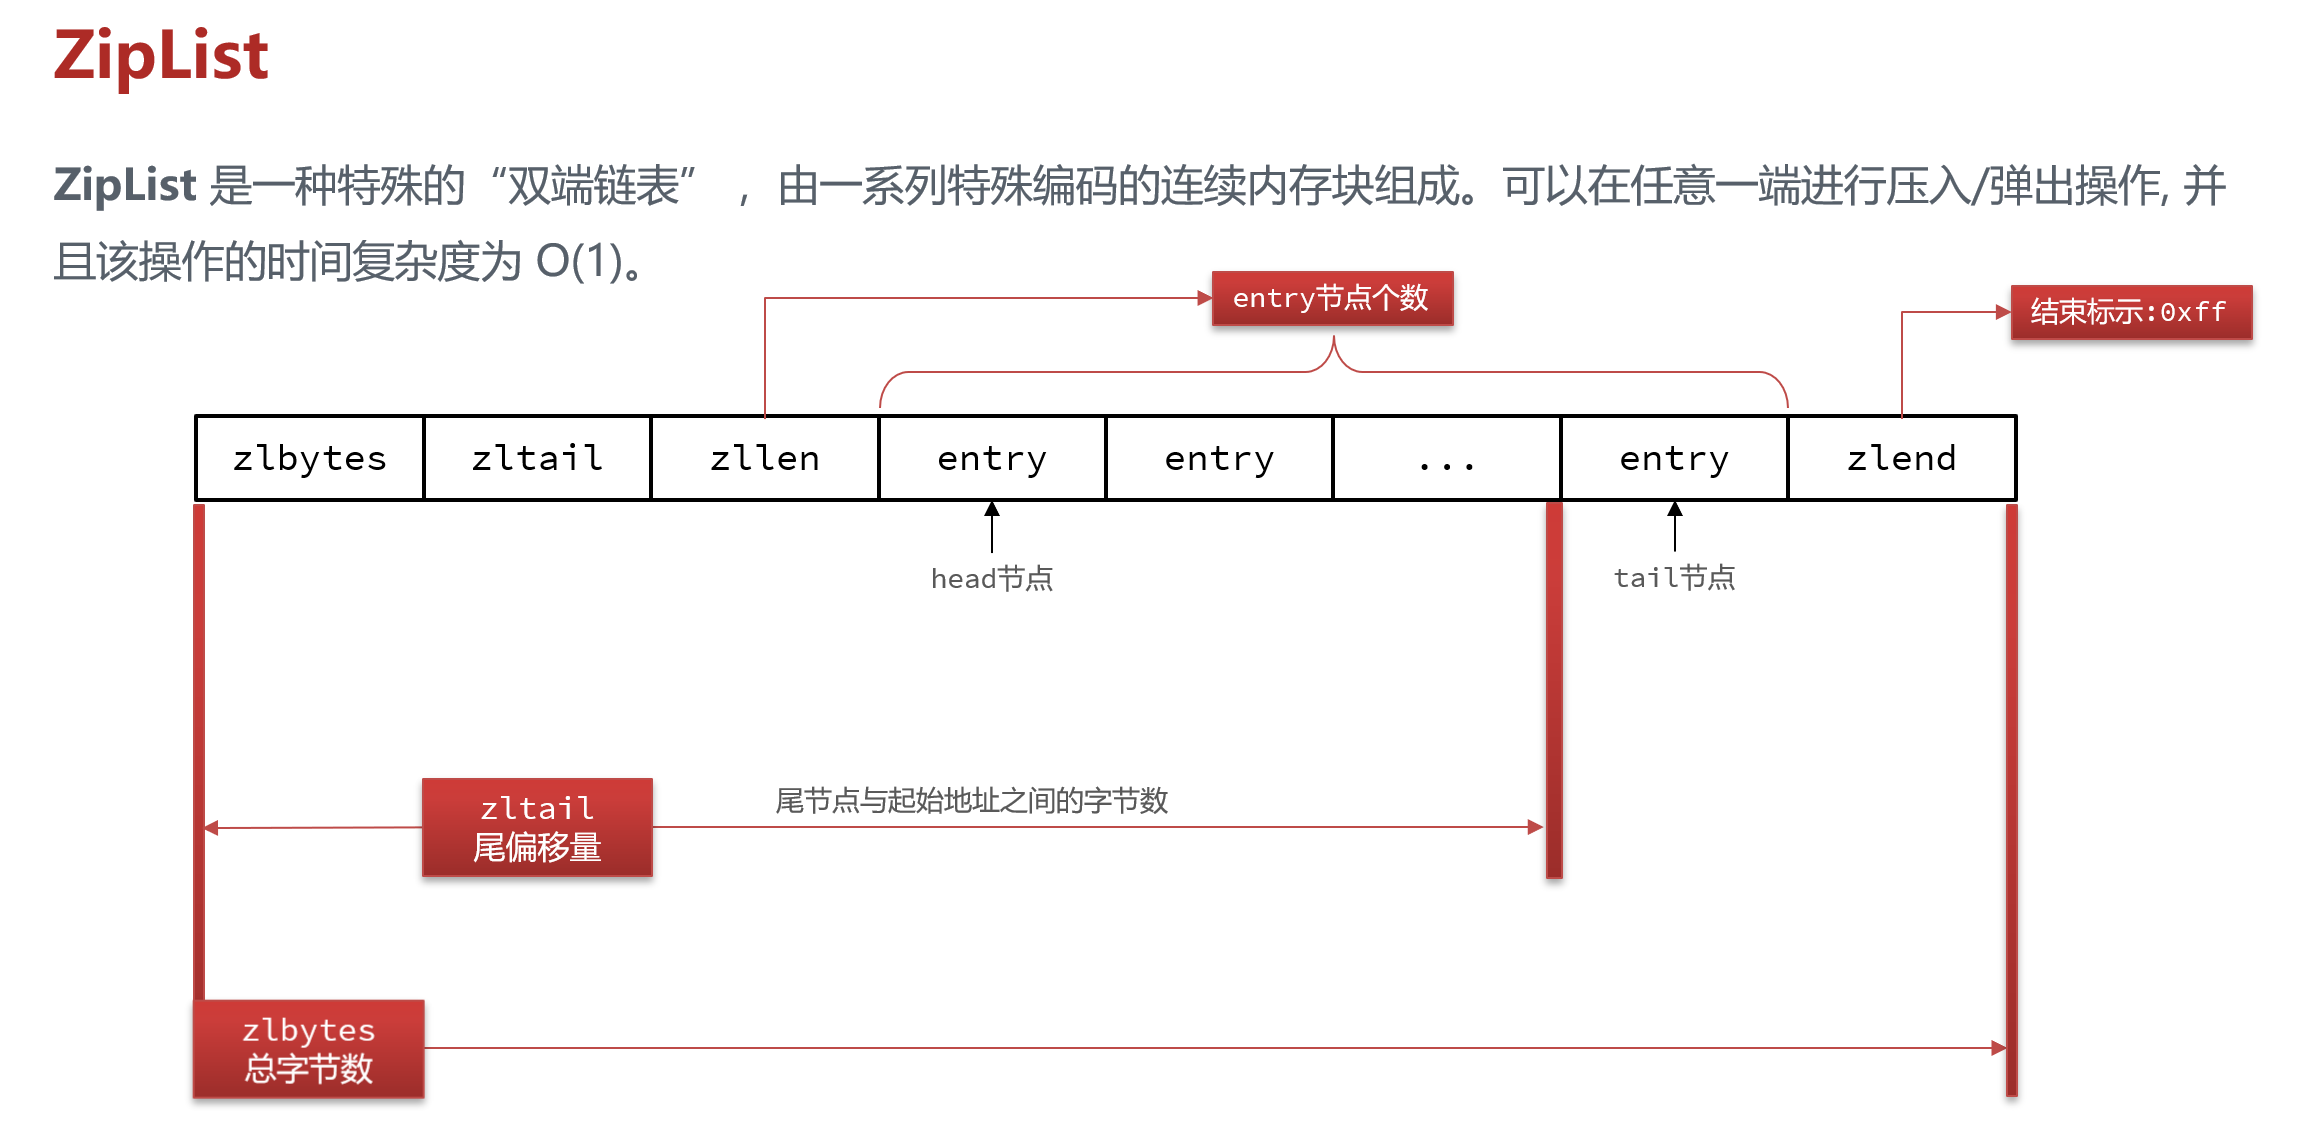 ZipList
ZipList 是一种特殊的“双端链表” ，由一系列特殊编码的连续内存块组成。可以在任意一端进行压入/弹出操作, 并
且该操作的时间复杂度为 O(1)。
entry节点个数
结束标示:0xff
zlbytes zltail zllen entry entry ... entry zlend
head节点
tail节点
尾节点与起始地址之间的字节数
zltail
尾偏移量
zlbytes
总字节数